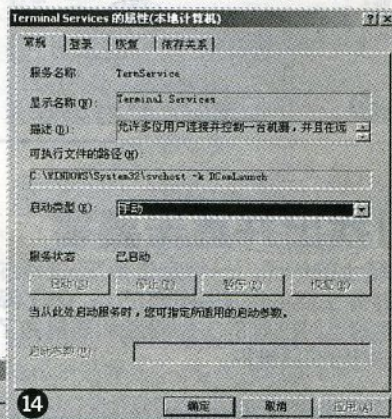 Terminal Services 的属性(本地计算机)
常规 登录 恢复 依存关系
服务名称 TermService
显示名称(N): Terminal Services
描述(D): 允许多位用户连接并控制一台机器，并且在远
可执行文件的路径(H):
C:\WINDOWS\System32\svchost -k DComLaunch
启动类型(E): 手动
服务状态 已启动
启动(S) 停止(T) 暂停(P) 恢复(R)
当从此处启动服务时，您可指定所适用的启动参数。
启动参数(M):
14
确定 取消 应用(A)